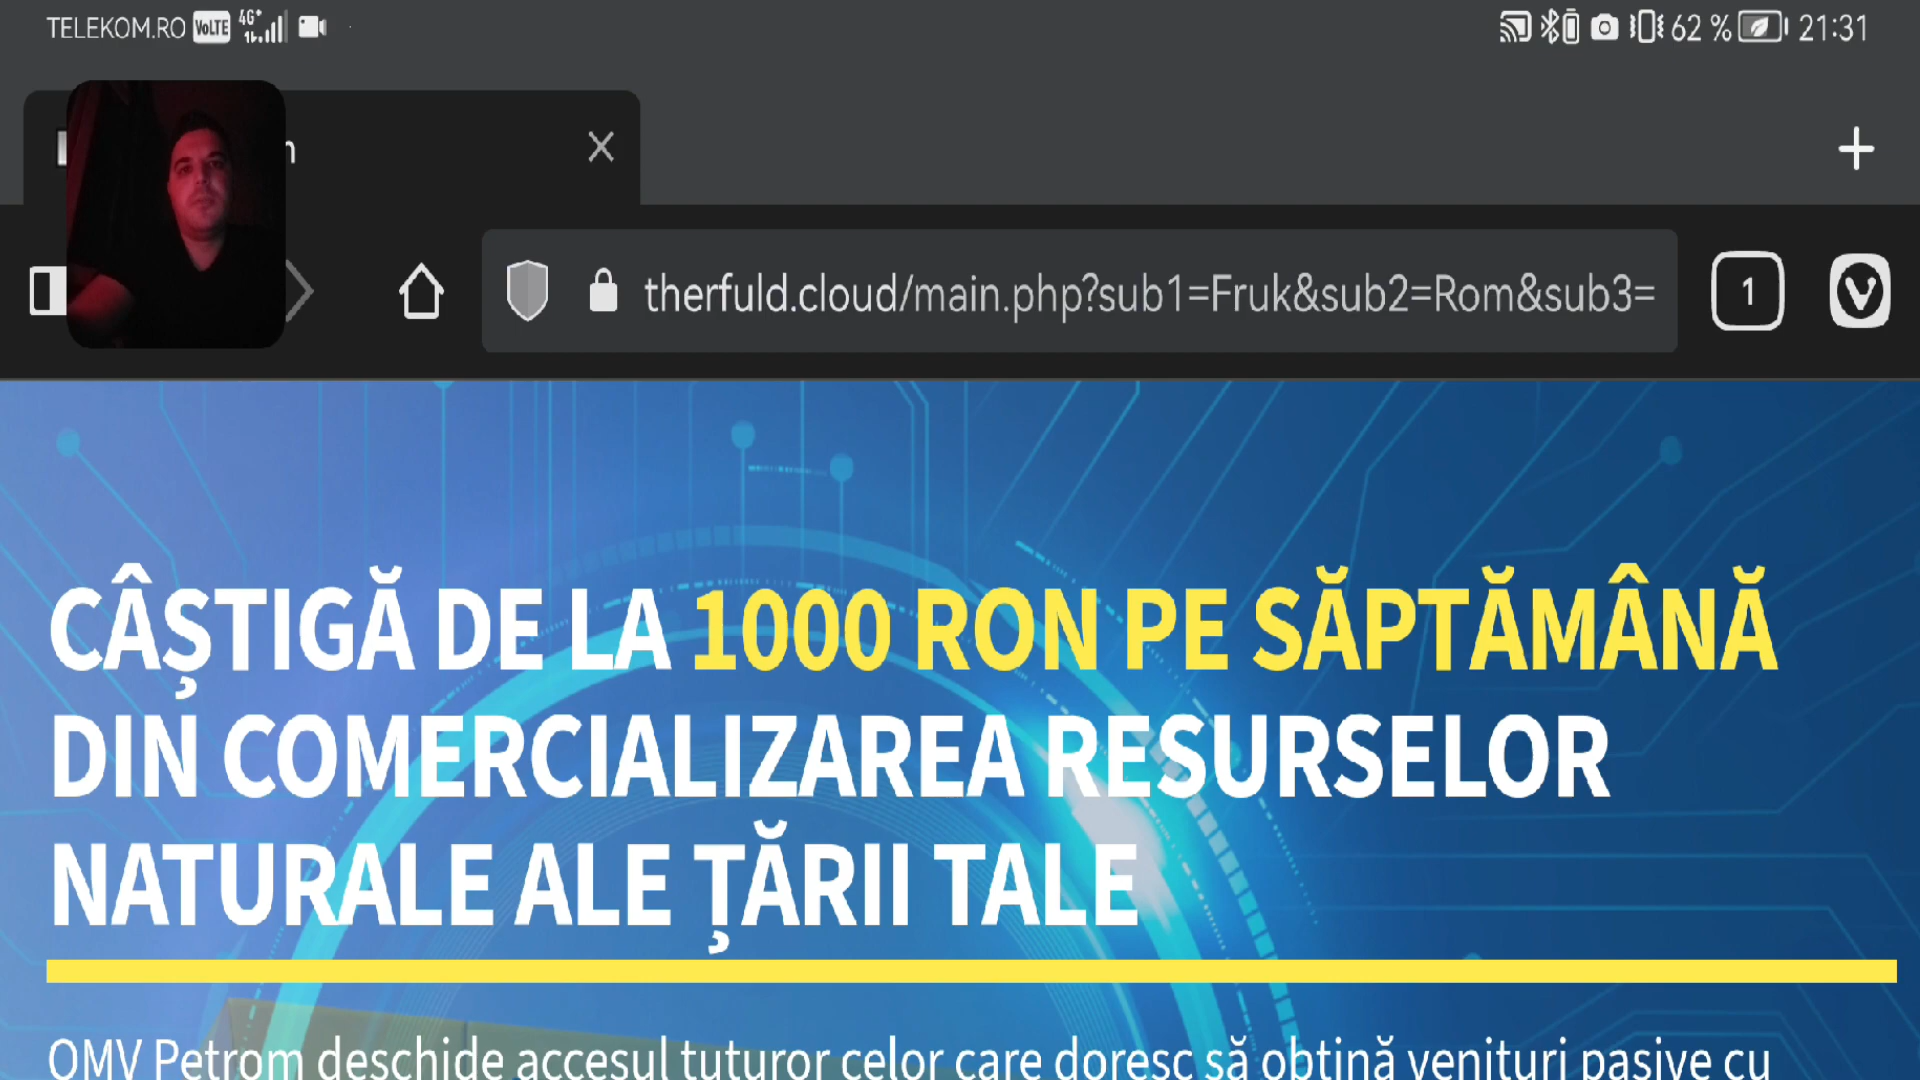 TELEKOM.RO VoLTE 4G+ 62 % 21:31
n
therfuld.cloud/main.php?sub1=Fruk&sub2=Rom&sub3=
1
CÂȘTIGĂ DE LA 1000 RON PE SĂPTĂMÂNĂ
DIN COMERCIALIZAREA RESURSELOR
NATURALE ALE ȚĂRII TALE
OMV Petrom deschide accesul tuturor celor care doresc să obțină venituri pasive cu